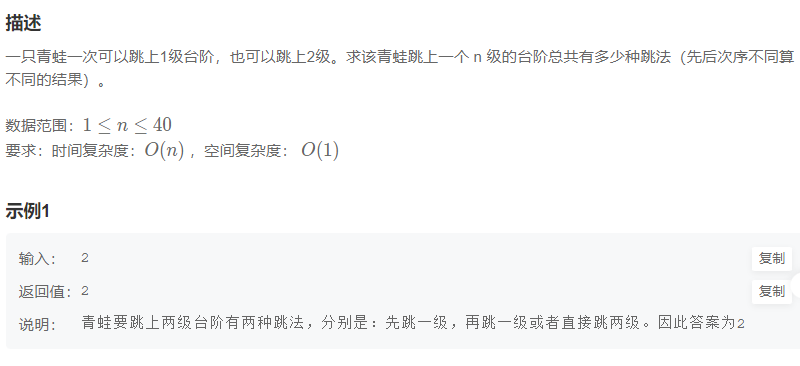 描述
一只青蛙一次可以跳上1级台阶，也可以跳上2级。求该青蛙跳上一个 n 级的台阶总共有多少种跳法（先后次序不同算
不同的结果）。
数据范围：1 ≤ n ≤ 40
要求：时间复杂度：O(n) ，空间复杂度： O(1)
示例1
输入： 2 复制
返回值：2 复制
说明： 青蛙要跳上两级台阶有两种跳法，分别是：先跳一级，再跳一级或者直接跳两级。因此答案为2